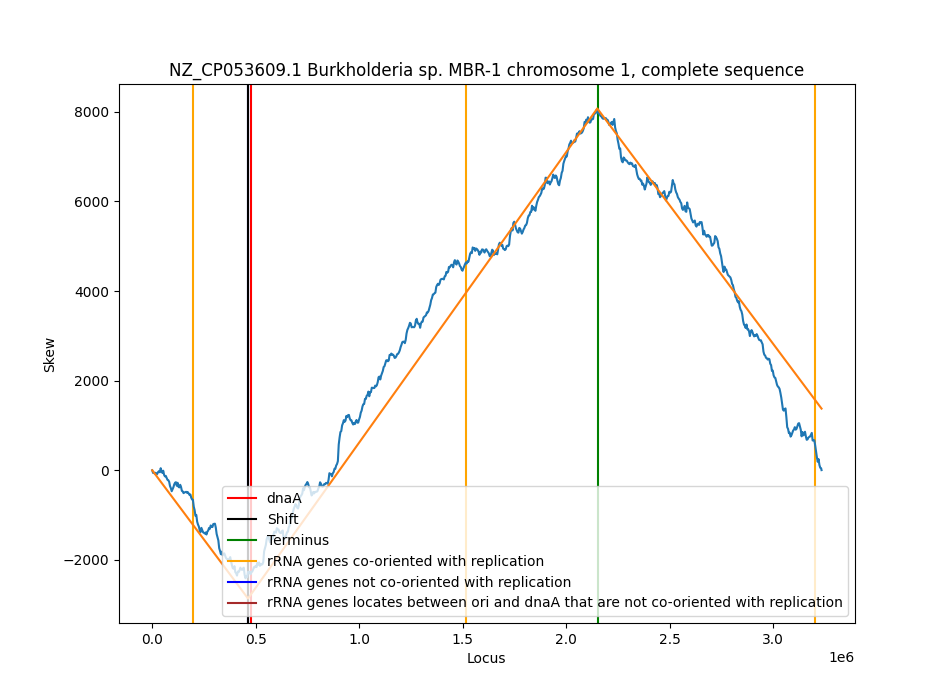 NZ_CP053609.1 Burkholderia sp. MBR-1 chromosome 1, complete sequence
8000
6000
4000
2000
0
−2000
Skew
dnaA
Shift
Terminus
rRNA genes co-oriented with replication
rRNA genes not co-oriented with replication
rRNA genes locates between ori and dnaA that are not co-oriented with replication
0.0 0.5 1.0 1.5 2.0 2.5 3.0
Locus
1e6